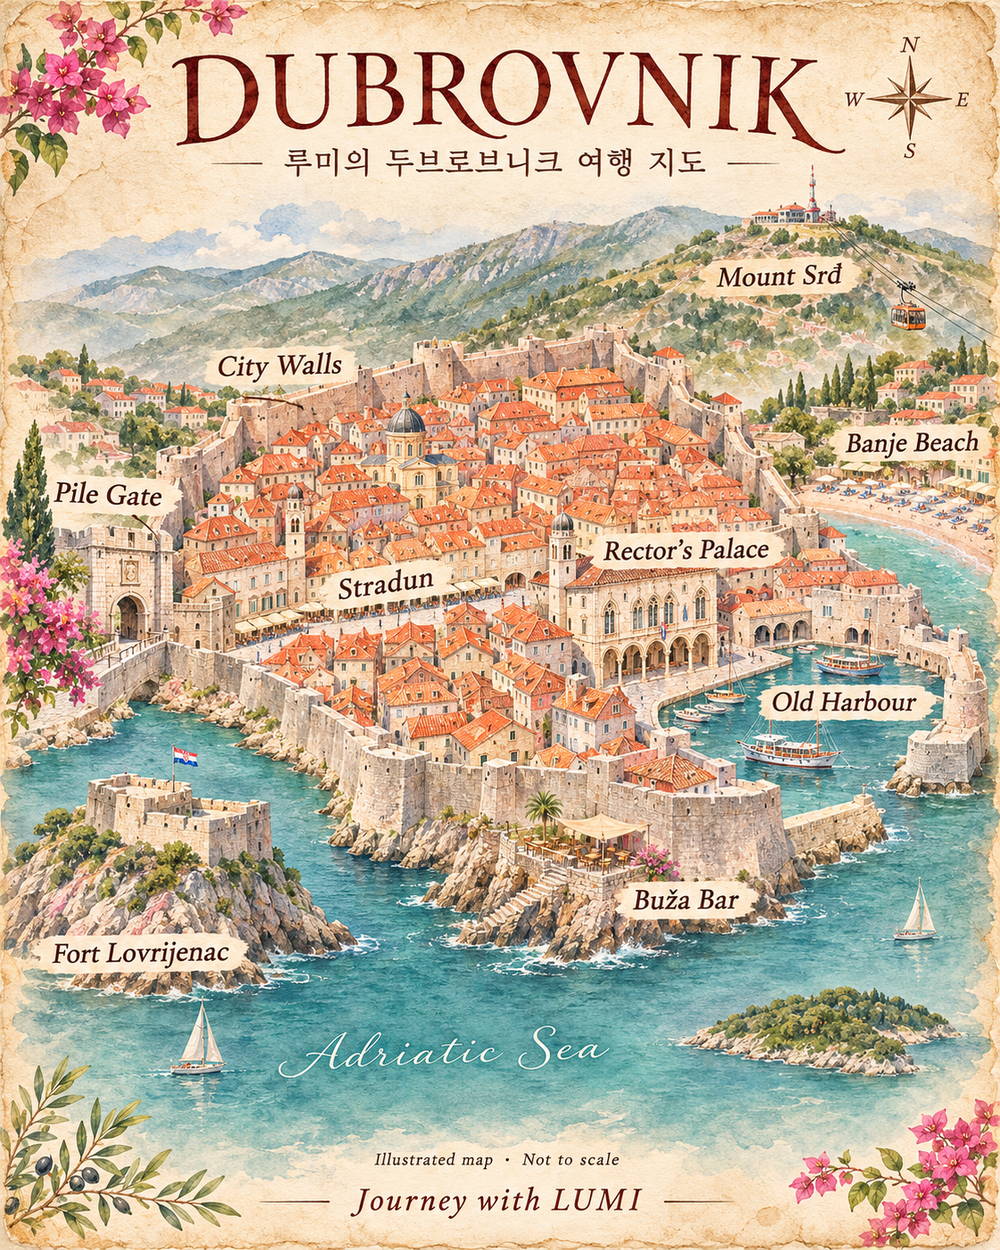 DUBROVNIK
루미의 두브로브니크 여행 지도
N
W E
S
Mount Srđ
City Walls
Banje Beach
Pile Gate
Rector's Palace
Stradun
Old Harbour
Buža Bar
Fort Lovrijenac
Adriatic Sea
Illustrated map · Not to scale
Journey with LUMI